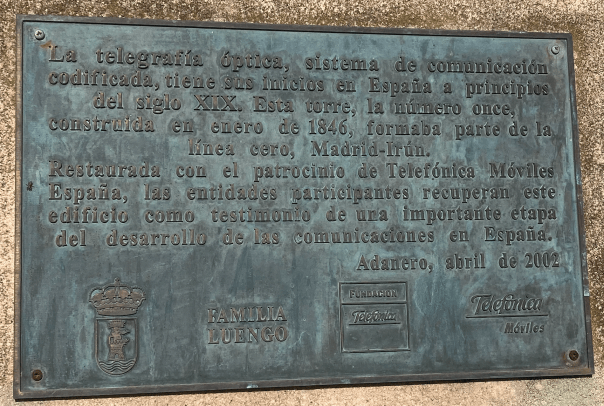 La telegrafía óptica, sistema de comunicación
codificada, tiene sus inicios en España a principios
del siglo XIX. Esta torre, la número once,
construida en enero de 1846, formaba parte de la
línea cero, Madrid-Irún.
Restaurada con el patrocinio de Telefónica Móviles
España, las entidades participantes recuperan este
edificio como testimonio de una importante etapa
del desarrollo de las comunicaciones en España.
Adanero, abril de 2002
FAMILIA
LUENGO
FUNDACIÓN
Telefónica
Telefónica
Móviles